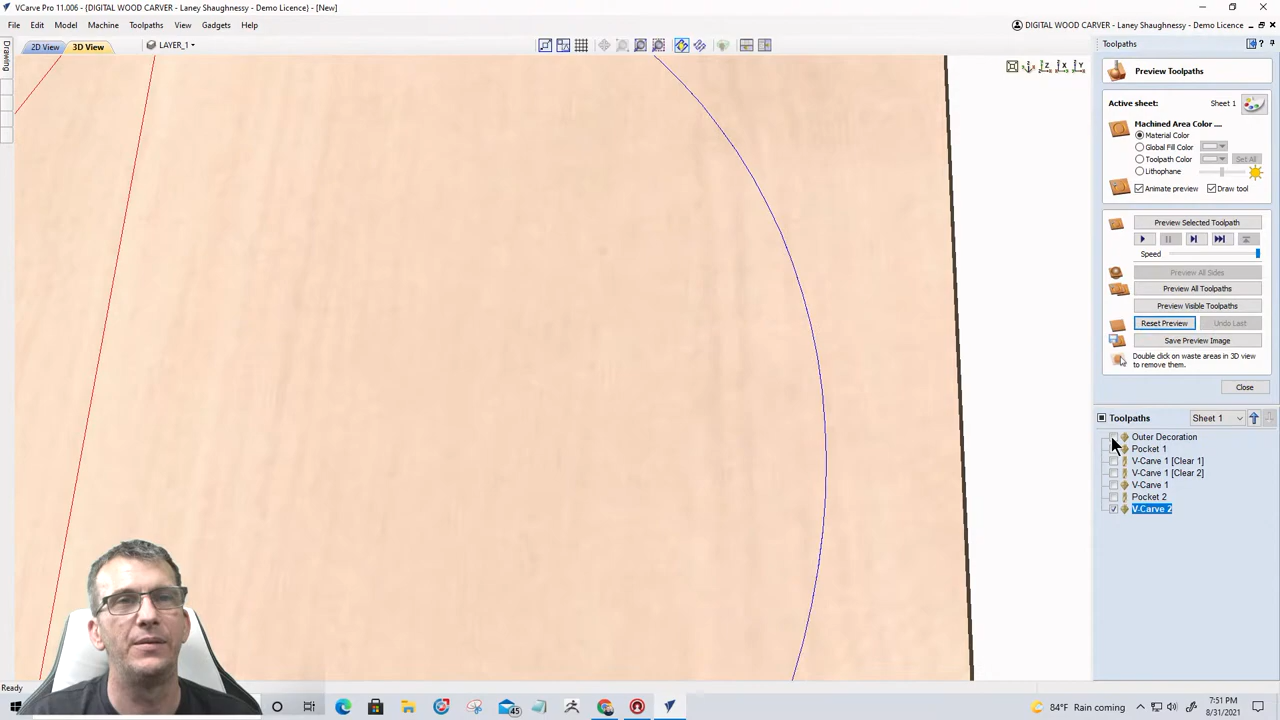 VCarve Pro 11.006 - (DIGITAL WOOD CARVER - Laney Shaughnessy - Demo Licence) - [New]
File Edit Model Machine Toolpaths View Gadgets Help
DIGITAL WOOD CARVER - Laney Shaughnessy - Demo Licence
Drawing
2D View 3D View LAYER_1
Toolpaths
Preview Toolpaths
Active sheet: Sheet 1
Machined Area Color ....
Material Color
Global Fill Color
Toolpath Color Set All
Lithophane
Animate preview Draw tool
Preview Selected Toolpath
Speed
Preview All Sides
Preview All Toolpaths
Preview Visible Toolpaths
Reset Preview Undo Last
Save Preview Image
Double click on waste areas in 3D view
to remove them.
Close
Toolpaths Sheet 1
Outer Decoration
Pocket 1
V-Carve 1 [Clear 1]
V-Carve 1 [Clear 2]
V-Carve 1
Pocket 2
V-Carve 2
Ready
45
84°F Rain coming
7:51 PM
8/31/2021